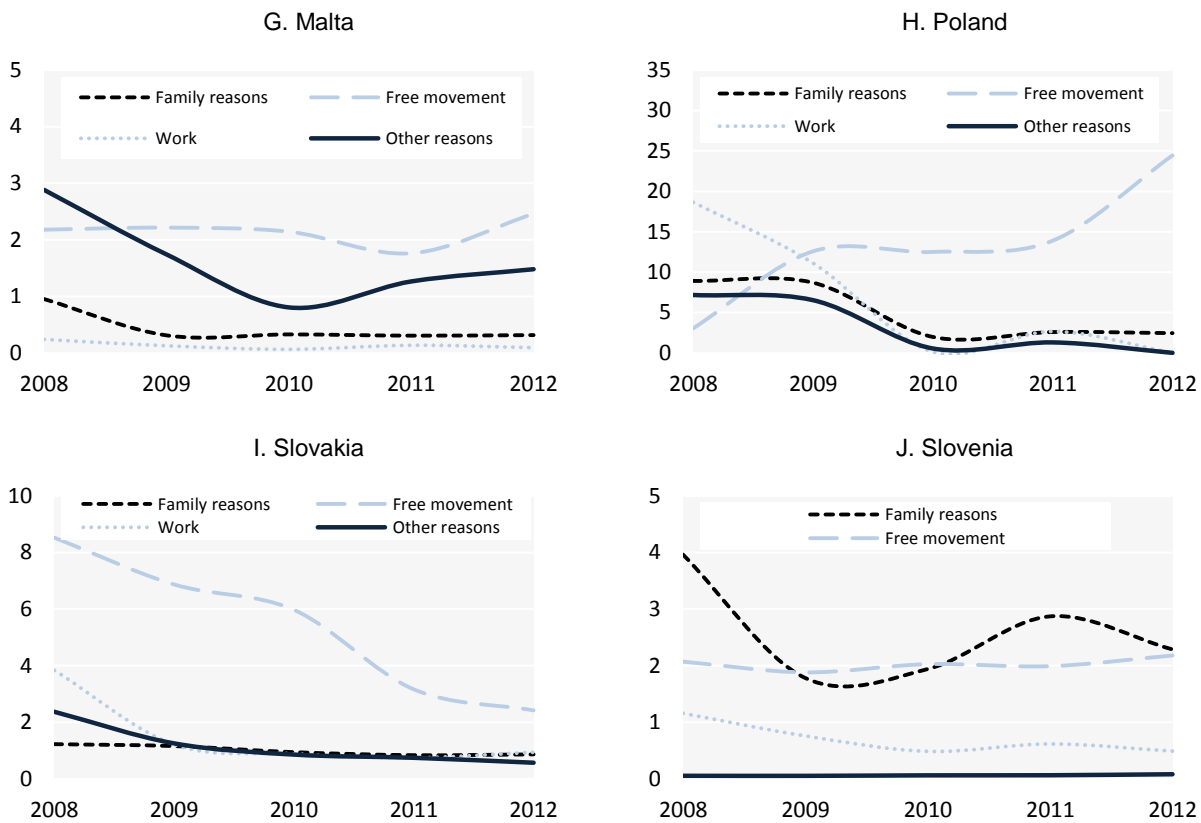 G. Malta
5
4
3
2
1
0
Family reasons
Free movement
Work
Other reasons
2008 2009 2010 2011 2012
H. Poland
35
30
25
20
15
10
5
0
Family reasons
Free movement
Work
Other reasons
2008 2009 2010 2011 2012
I. Slovakia
10
8
6
4
2
0
Family reasons
Free movement
Work
Other reasons
2008 2009 2010 2011 2012
J. Slovenia
5
4
3
2
1
0
Family reasons
Free movement
2008 2009 2010 2011 2012